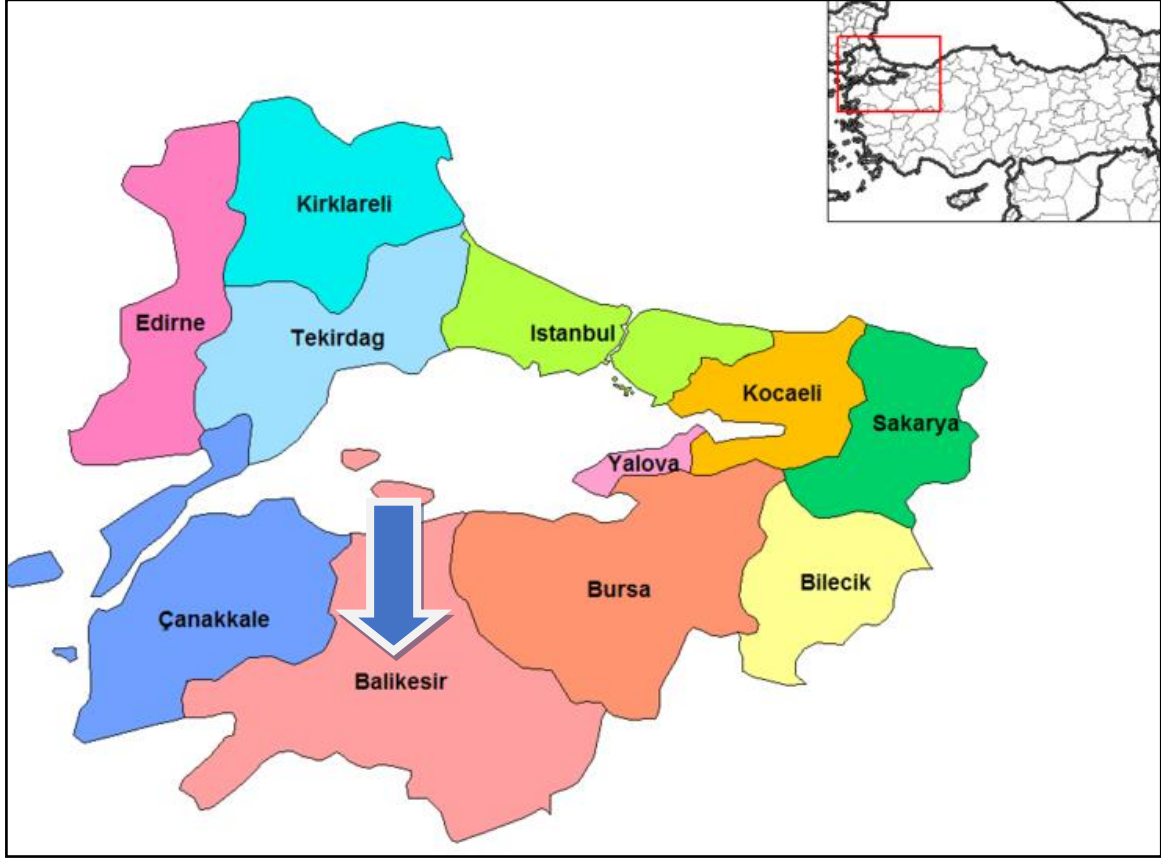 Kirklareli
Edirne
Tekirdag
Istanbul
Kocaeli
Sakarya
Yalova
Bilecik
Bursa
Çanakkale
Balikesir